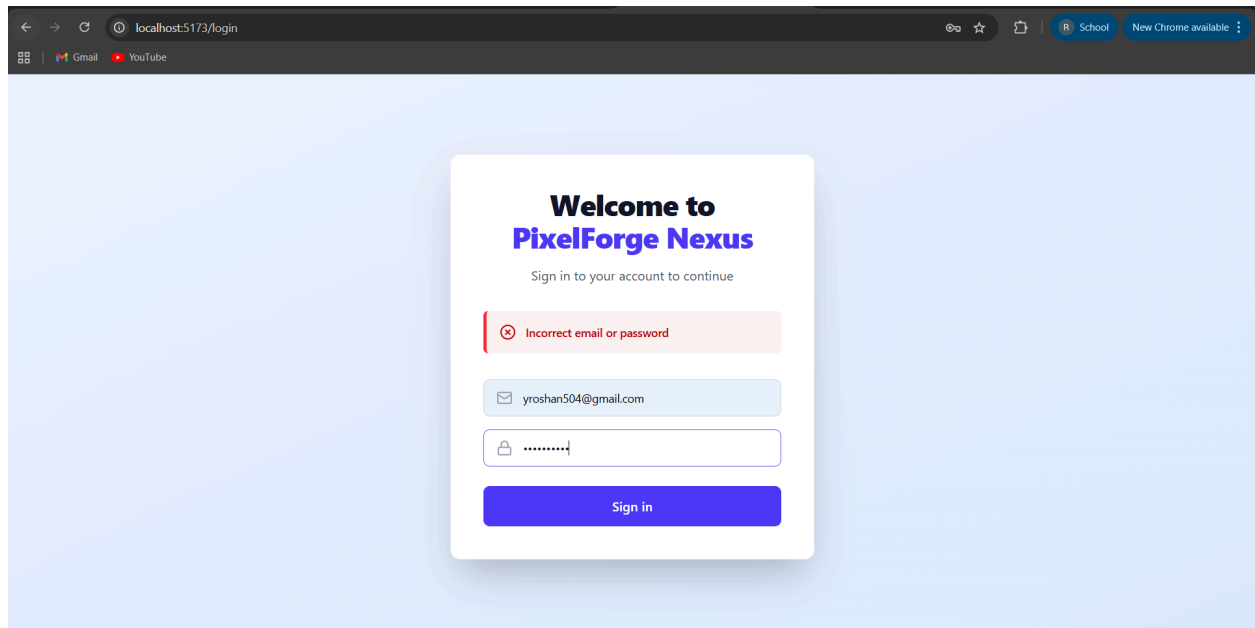 localhost:5173/login
R School
New Chrome available
Gmail YouTube
Welcome to
PixelForge Nexus
Sign in to your account to continue
Incorrect email or password
yroshan504@gmail.com
Sign in